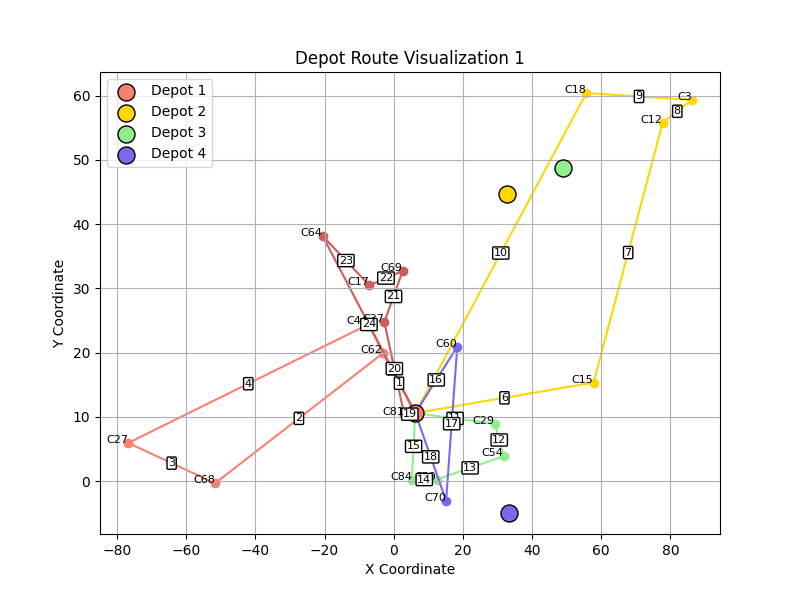 Depot Route Visualization 1
Depot 1
Depot 2
Depot 3
Depot 4
60
50
40
30
20
10
0
−80
−60
−40
−20
0
20
40
60
80
X Coordinate
Y Coordinate
C18
9
C3
8
C12
C64
10
7
23
C69
22
C17
21
24
C60
C62
20
1
16
4
C15
6
C81
19
2
17
C29
C27
12
15
18
C54
3
13
C68
C84
14
C70